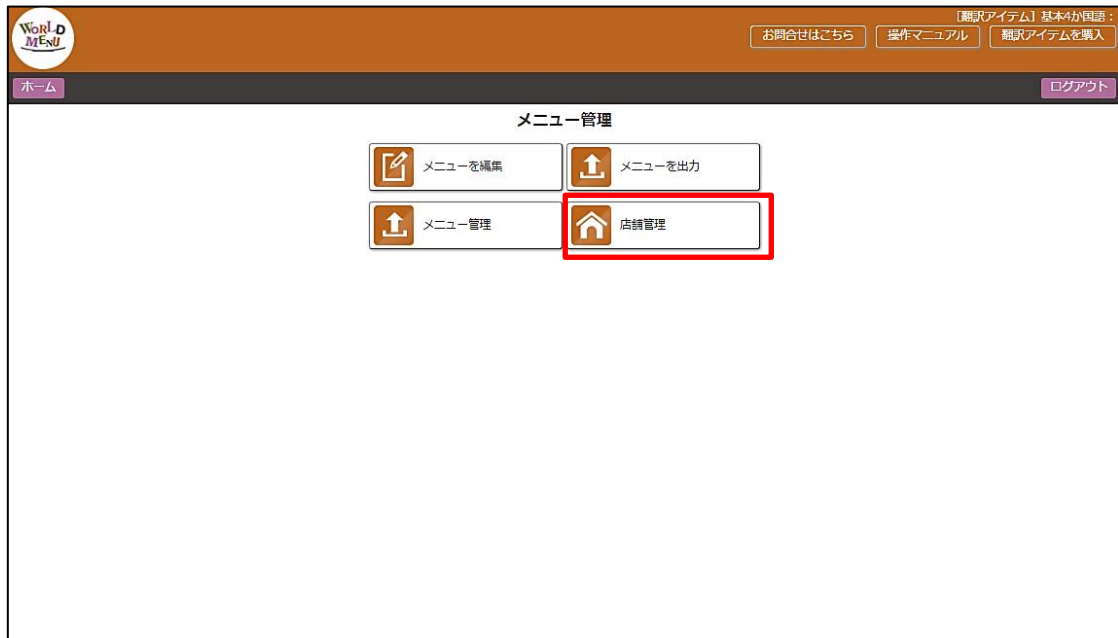 WORLD
MENU
[翻訳アイテム] 基本4か国語:
お問合せはこちら
操作マニュアル
翻訳アイテムを購入
ホーム
ログアウト
メニュー管理
メニューを編集
メニューを出力
メニュー管理
店舗管理